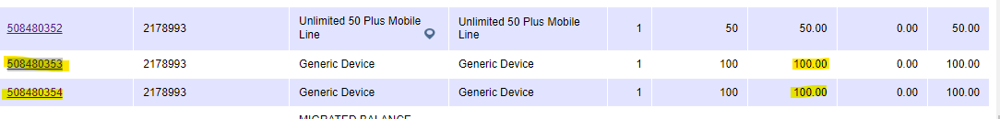 508480352 2178993 Unlimited 50 Plus Mobile Line Unlimited 50 Plus Mobile Line 1 50 50.00 0.00 50.00
508480353 2178993 Generic Device Generic Device 1 100 100.00 0.00 100.00
508480354 2178993 Generic Device Generic Device 1 100 100.00 0.00 100.00
MIGRATED BALANCE